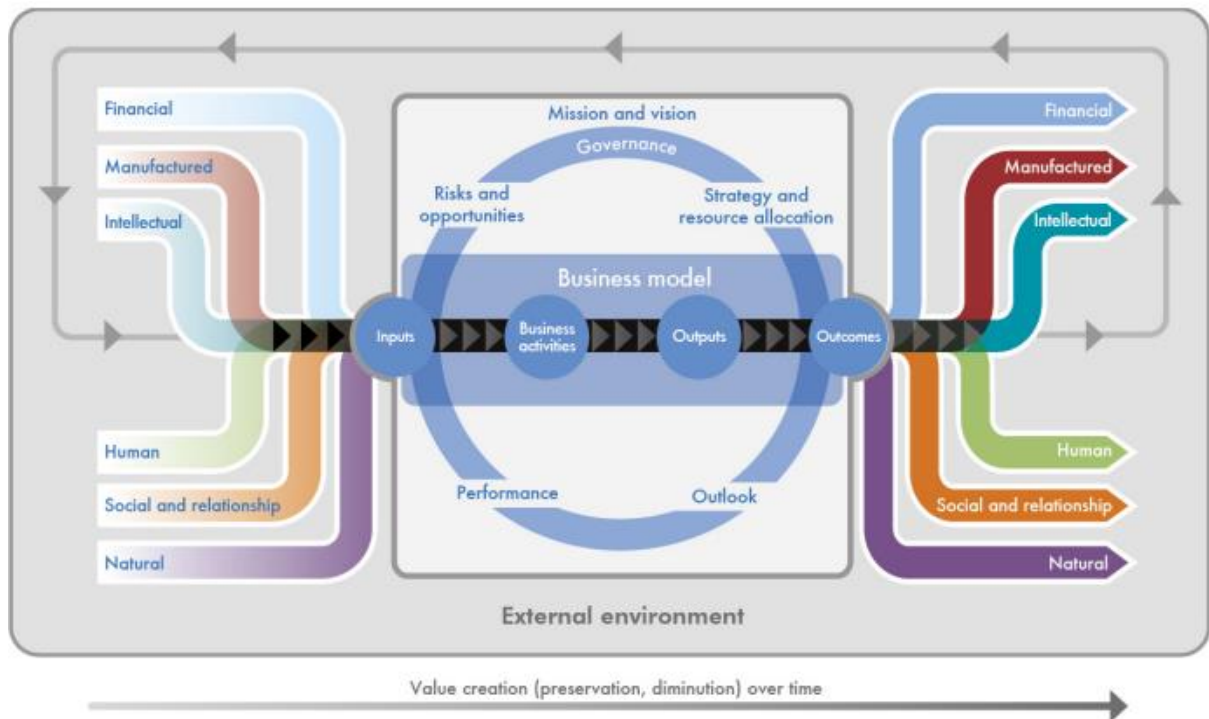 Financial
Manufactured
Intellectual
Human
Social and relationship
Natural
Mission and vision
Governance
Risks and
opportunities
Strategy and
resource allocation
Business model
Inputs
Business
activities
Outputs
Outcomes
Performance
Outlook
Financial
Manufactured
Intellectual
Human
Social and relationship
Natural
External environment
Value creation (preservation, diminution) over time